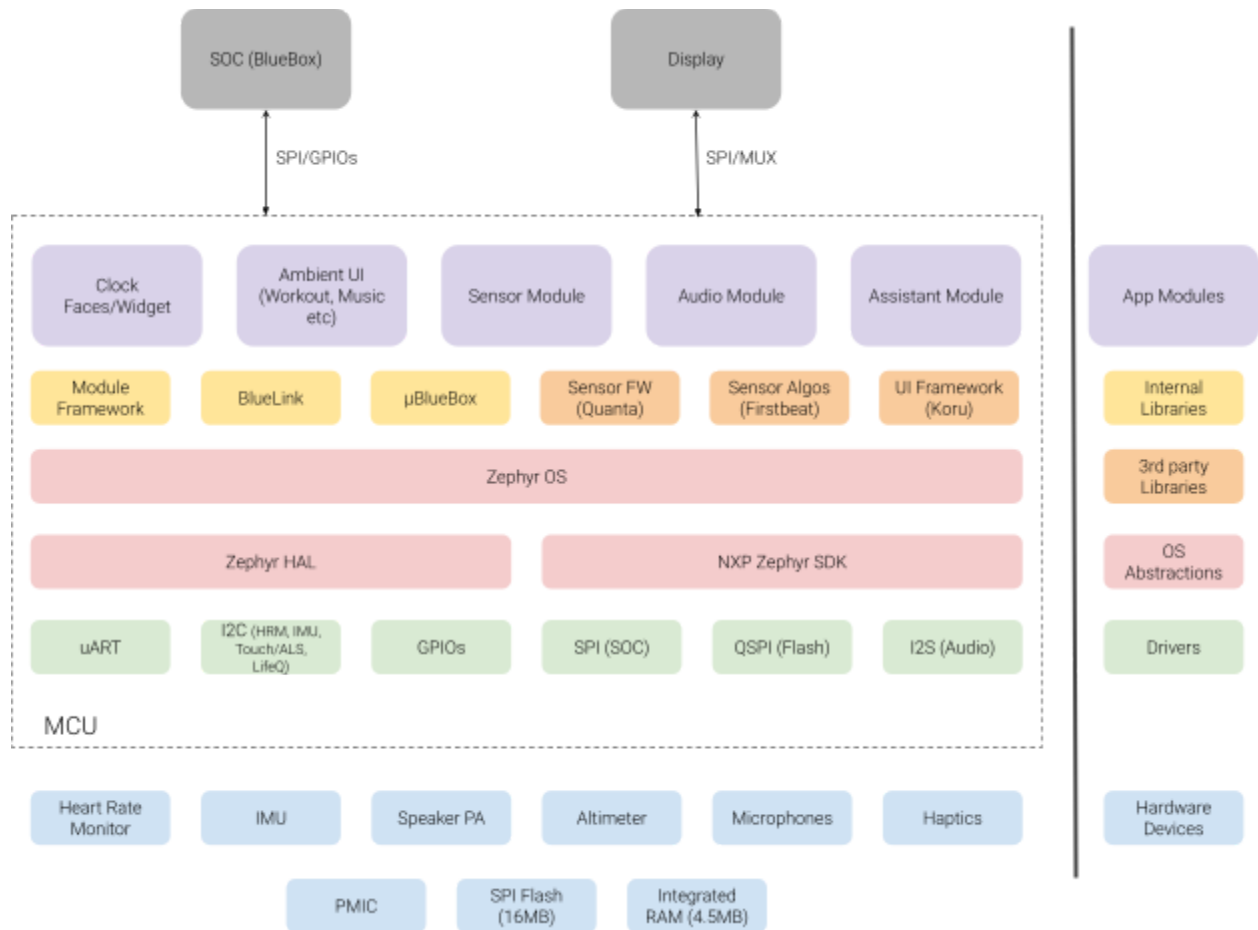 SOC (BlueBox)
Display
SPI/GPIOs
SPI/MUX
Clock
Faces/Widget
Ambient UI
(Workout, Music
etc)
Sensor Module
Audio Module
Assistant Module
App Modules
Module
Framework
BlueLink
µBlueBox
Sensor FW
(Quanta)
Sensor Algos
(Firstbeat)
UI Framework
(Koru)
Internal
Libraries
Zephyr OS
3rd party
Libraries
Zephyr HAL
NXP Zephyr SDK
OS
Abstractions
uART
I2C (HRM, IMU,
Touch/ALS,
LifeQ)
GPIOs
SPI (SOC)
QSPI (Flash)
I2S (Audio)
Drivers
MCU
Heart Rate
Monitor
IMU
Speaker PA
Altimeter
Microphones
Haptics
Hardware
Devices
PMIC
SPI Flash
(16MB)
Integrated
RAM (4.5MB)